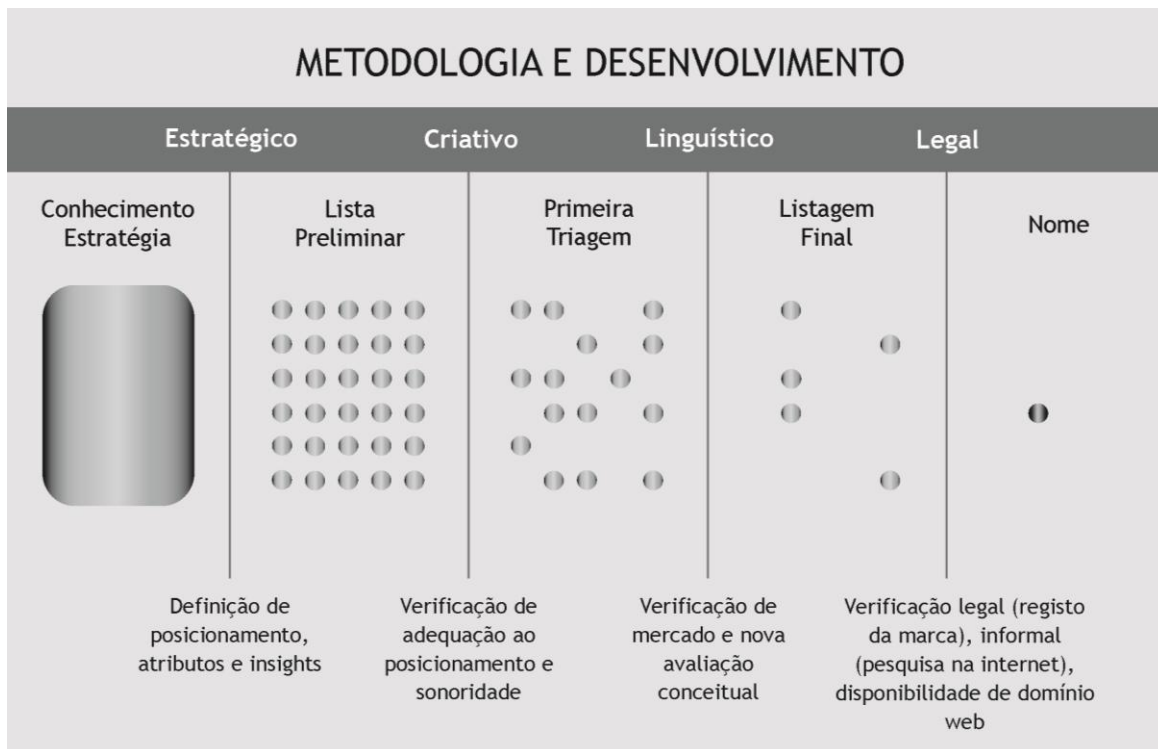 METODOLOGIA E DESENVOLVIMENTO
Estratégico
Criativo
Linguístico
Legal
Conhecimento
Estratégia
Lista
Preliminar
Primeira
Triagem
Listagem
Final
Nome
Definição de
posicionamento,
atributos e insights
Verificação de
adequação ao
posicionamento e
sonoridade
Verificação de
mercado e nova
avaliação
conceitual
Verificação legal (registo
da marca), informal
(pesquisa na internet),
disponibilidade de domínio
web